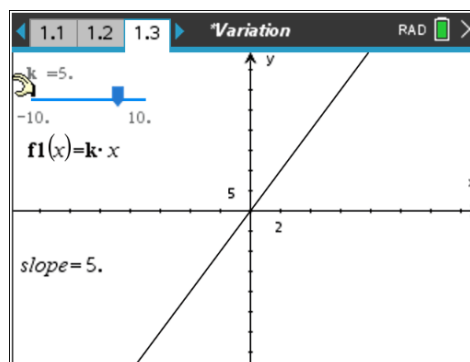 1.1 1.2 1.3 *Variation RAD
k =5.
-10. 10.
f1(x)=k· x
y
5
2
slope=5.